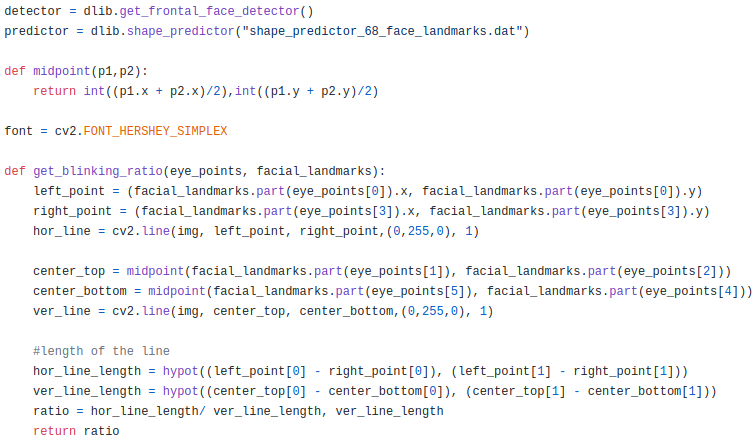 detector = dlib.get_frontal_face_detector()
predictor = dlib.shape_predictor("shape_predictor_68_face_landmarks.dat")

def midpoint(p1,p2):
    return int((p1.x + p2.x)/2),int((p1.y + p2.y)/2)

font = cv2.FONT_HERSHEY_SIMPLEX

def get_blinking_ratio(eye_points, facial_landmarks):
    left_point = (facial_landmarks.part(eye_points[0]).x, facial_landmarks.part(eye_points[0]).y)
    right_point = (facial_landmarks.part(eye_points[3]).x, facial_landmarks.part(eye_points[3]).y)
    hor_line = cv2.line(img, left_point, right_point,(0,255,0), 1)

    center_top = midpoint(facial_landmarks.part(eye_points[1]), facial_landmarks.part(eye_points[2]))
    center_bottom = midpoint(facial_landmarks.part(eye_points[5]), facial_landmarks.part(eye_points[4]))
    ver_line = cv2.line(img, center_top, center_bottom,(0,255,0), 1)

    #length of the line
    hor_line_length = hypot((left_point[0] - right_point[0]), (left_point[1] - right_point[1]))
    ver_line_length = hypot((center_top[0] - center_bottom[0]), (center_top[1] - center_bottom[1]))
    ratio = hor_line_length/ ver_line_length, ver_line_length
    return ratio